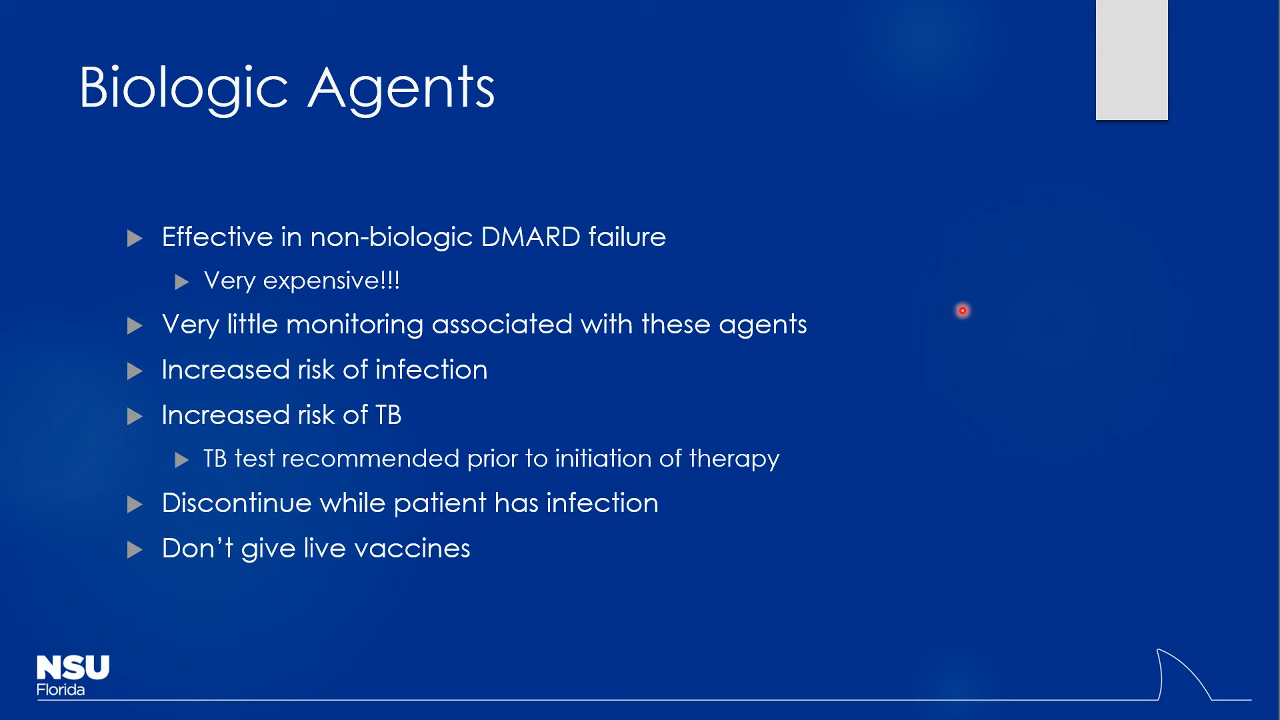 Biologic Agents
Effective in non-biologic DMARD failure
Very expensive!!!
Very little monitoring associated with these agents
Increased risk of infection
Increased risk of TB
TB test recommended prior to initiation of therapy
Discontinue while patient has infection
Don’t give live vaccines
NSU
Florida